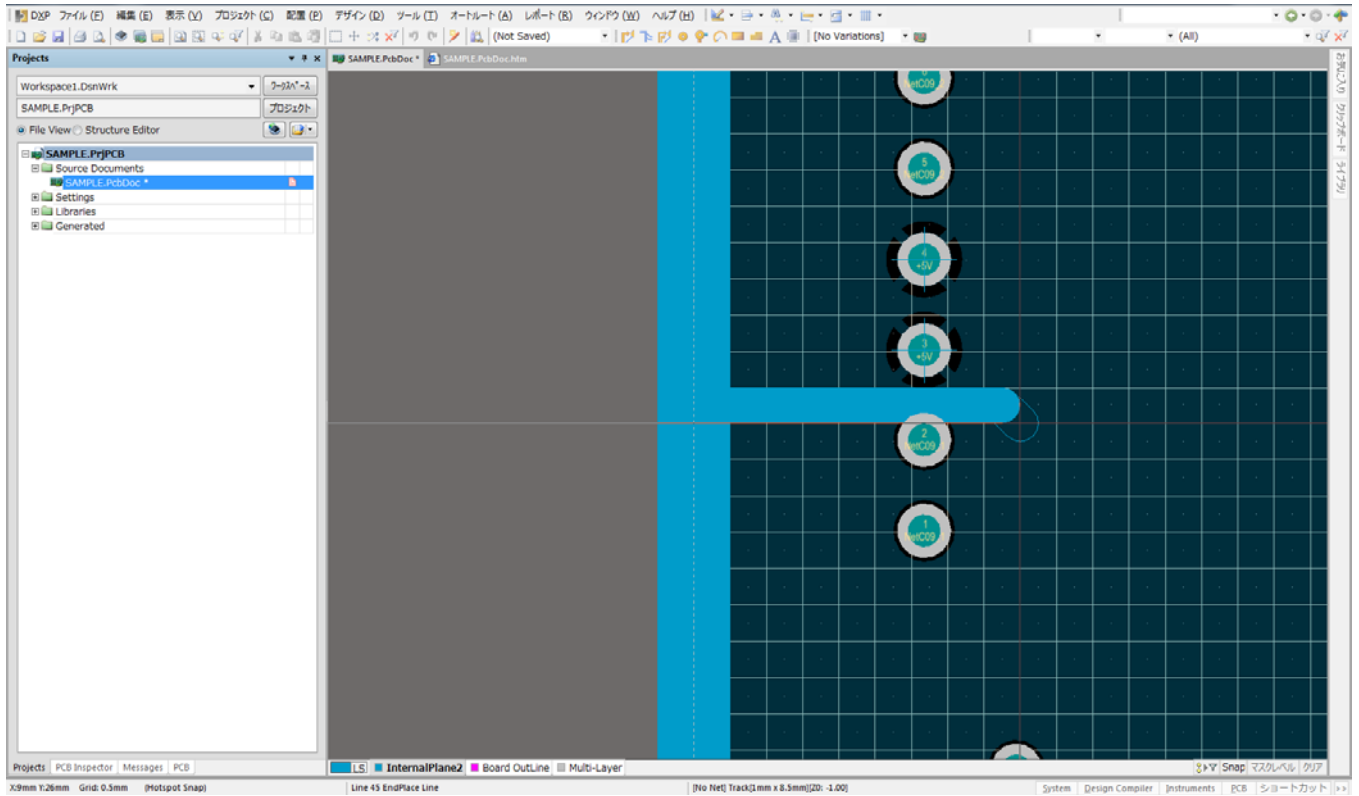 DXP ファイル (F) 編集 (E) 表示 (V) プロジェクト (C) 配置 (P) デザイン (D) ツール (T) オートルート (A) レポート (R) ウィンドウ (W) ヘルプ (H)
(Not Saved) [No Variations] (All)
Projects
SAMPLE.PcbDoc * SAMPLE.PcbDoc.htm
Workspace1.DsnWrk ワークスペース
SAMPLE.PrjPCB プロジェクト
File View Structure Editor
SAMPLE.PrjPCB
Source Documents
SAMPLE.PcbDoc *
Settings
Libraries
Generated
お気に入り クリップボード ライブラリ
5
4
+5V
3
+5V
2
1
Projects PCB Inspector Messages PCB
LS InternalPlane2 Board OutLine Multi-Layer
Snap マスクレベル クリア
X:9mm Y:26mm Grid: 0.5mm (Hotspot Snap) Line 45 EndPlace Line [No Net] Track[1mm x 8.5mm][20: -1.00] System Design Compiler Instruments PCB ショートカット >>